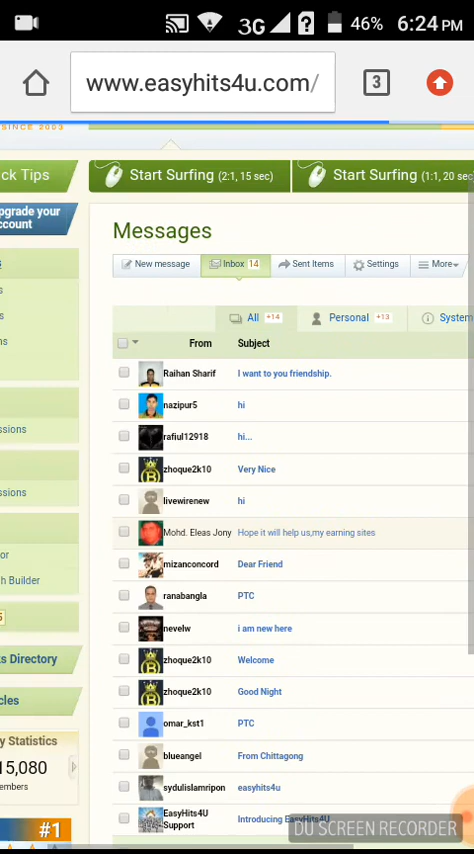 3G 46% 6:24 PM
www.easyhits4u.com/ 3
SINCE 2003
ck Tips Start Surfing (2:1, 15 sec) Start Surfing (1:1, 20 sec
pgrade your
ccount
Messages
New message Inbox 14 Sent Items Settings More
All +14 Personal +13 System
From Subject
Raihan Sharif I want to you friendship.
nazipur5 hi
rafiul12918 hi...
zhoque2k10 Very Nice
livewirenew hi
Mohd. Eleas Jony Hope it will help us,my earning sites
mizanconcord Dear Friend
ranabangla PTC
nevelw i am new here
zhoque2k10 Welcome
zhoque2k10 Good Night
omar_kst1 PTC
blueangel From Chittagong
sydulislamripon easyhits4u
EasyHits4U
Support Introducing EasyHits4U
ssions
ssions
or
h Builder
s Directory
cles
y Statistics
15,080
embers
#1
DU SCREEN RECORDER